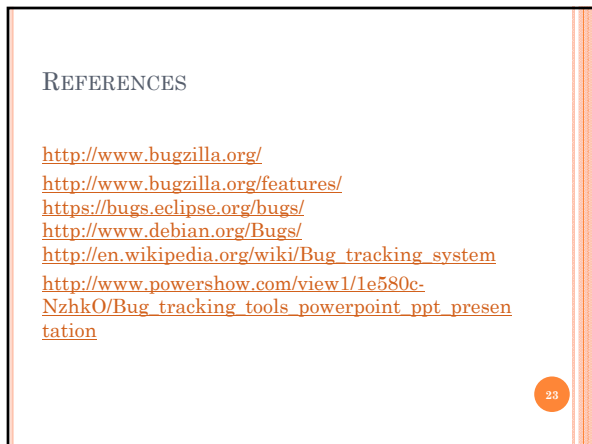 REFERENCES
http://www.bugzilla.org/
http://www.bugzilla.org/features/
https://bugs.eclipse.org/bugs/
http://www.debian.org/Bugs/
http://en.wikipedia.org/wiki/Bug_tracking_system
http://www.powershow.com/view1/1e580c-
NzhkO/Bug_tracking_tools_powerpoint_ppt_presen
tation
23